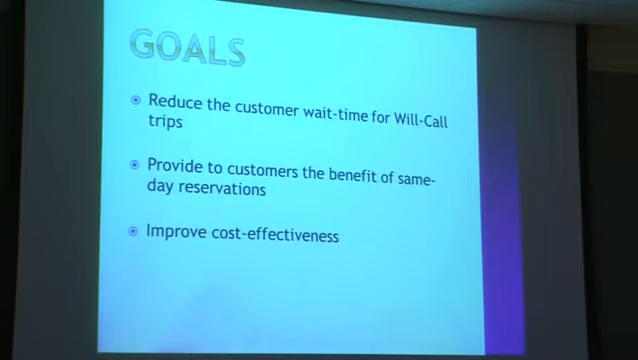 GOALS
Reduce the customer wait-time for Will-Call
trips
Provide to customers the benefit of same-
day reservations
Improve cost-effectiveness